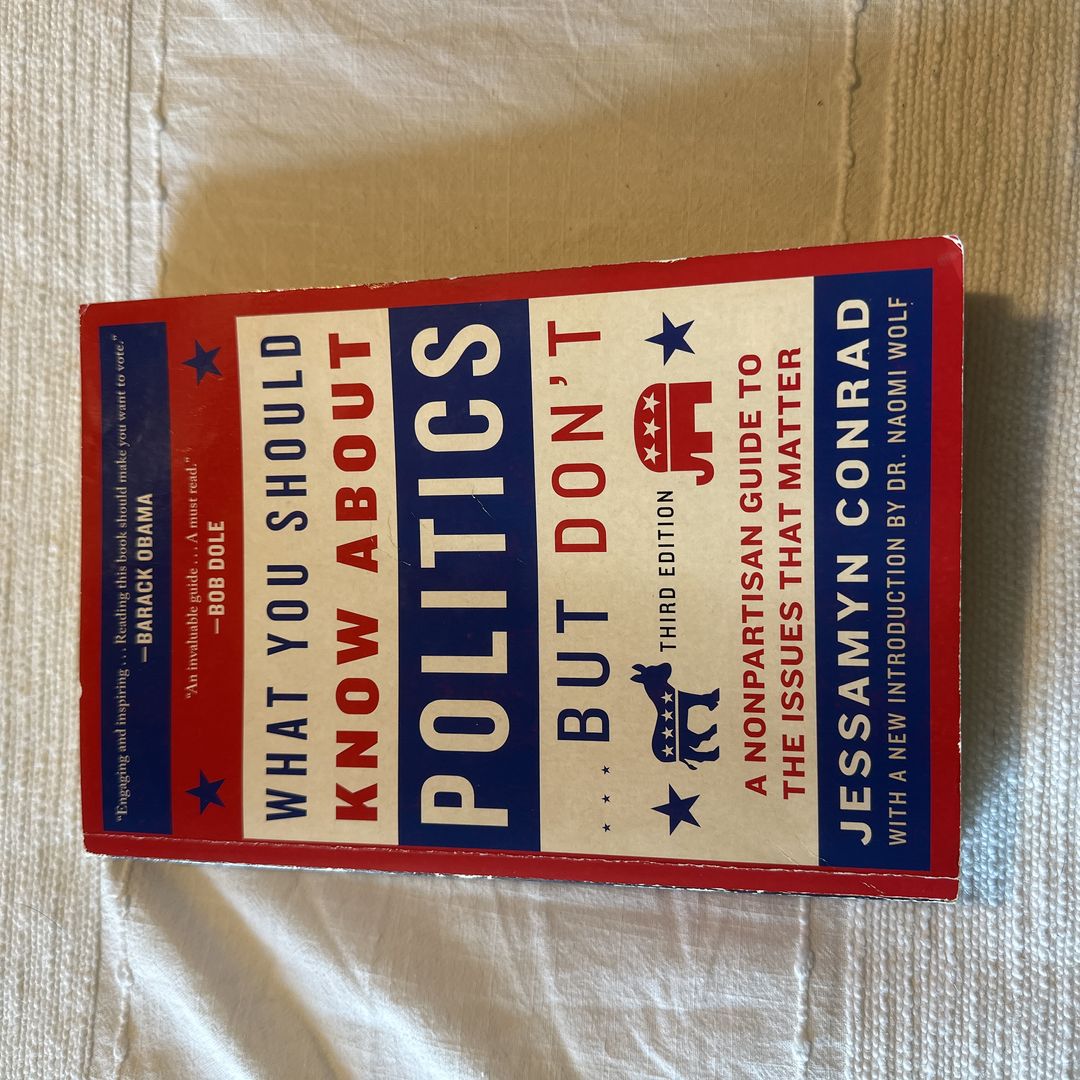 "Engaging and inspiring . . . Reading this book should make you want to vote."
—BARACK OBAMA
"An invaluable guide . . . A must read."
—BOB DOLE
WHAT YOU SHOULD
KNOW ABOUT
POLITICS
. . . BUT DON'T
THIRD EDITION
A NONPARTISAN GUIDE TO
THE ISSUES THAT MATTER
JESSAMYN CONRAD
WITH A NEW INTRODUCTION BY DR. NAOMI WOLF